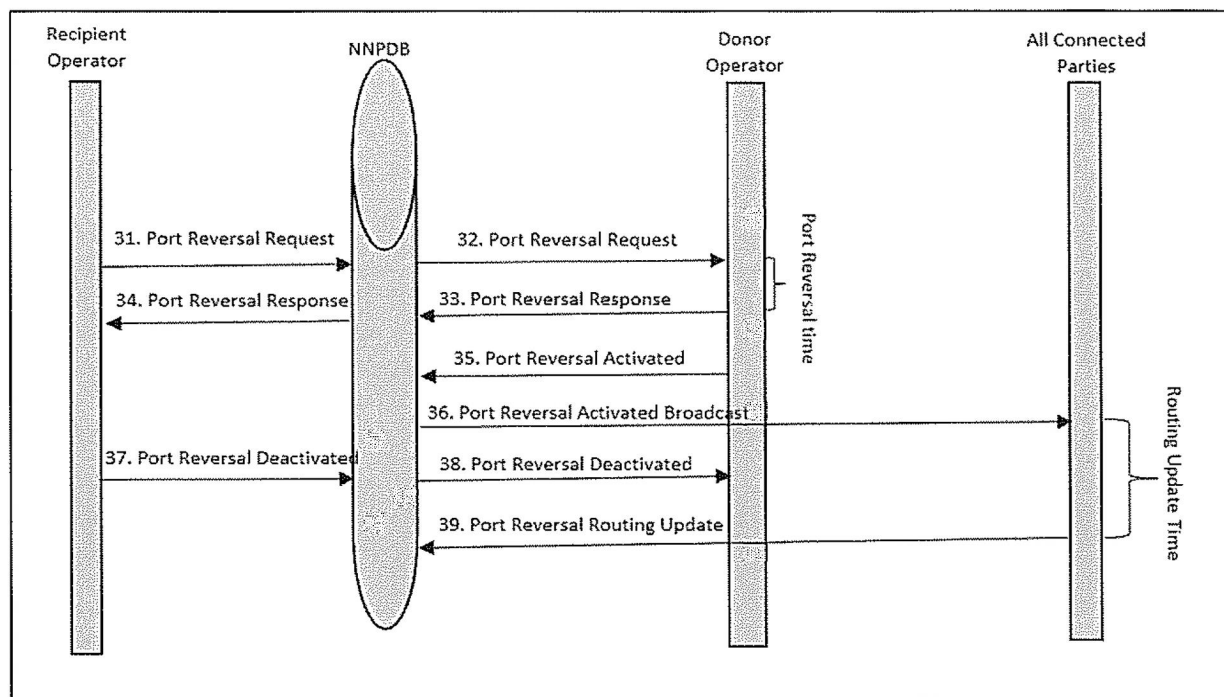 Recipient
Operator
NNPDB
Donor
Operator
All Connected
Parties
31. Port Reversal Request
32. Port Reversal Request
34. Port Reversal Response
33. Port Reversal Response
Port Reversal time
35. Port Reversal Activated
36. Port Reversal Activated Broadcast
37. Port Reversal Deactivated
38. Port Reversal Deactivated
39. Port Reversal Routing Update
Routing Update Time